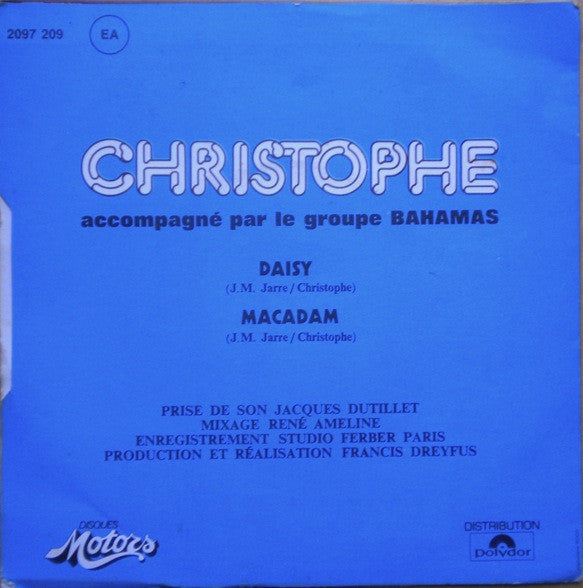 2097 209 EA
CHRISTOPHE
accompagné par le groupe BAHAMAS
DAISY
(J.M. Jarre/Christophe)
MACADAM
(J.M. Jarre/Christophe)
PRISE DE SON JACQUES DUTILLET
MIXAGE RENÉ AMELINE
ENREGISTREMENT STUDIO FERBER PARIS
PRODUCTION ET RÉALISATION FRANCIS DREYFUS
DISQUES
Motors
DISTRIBUTION
polydor